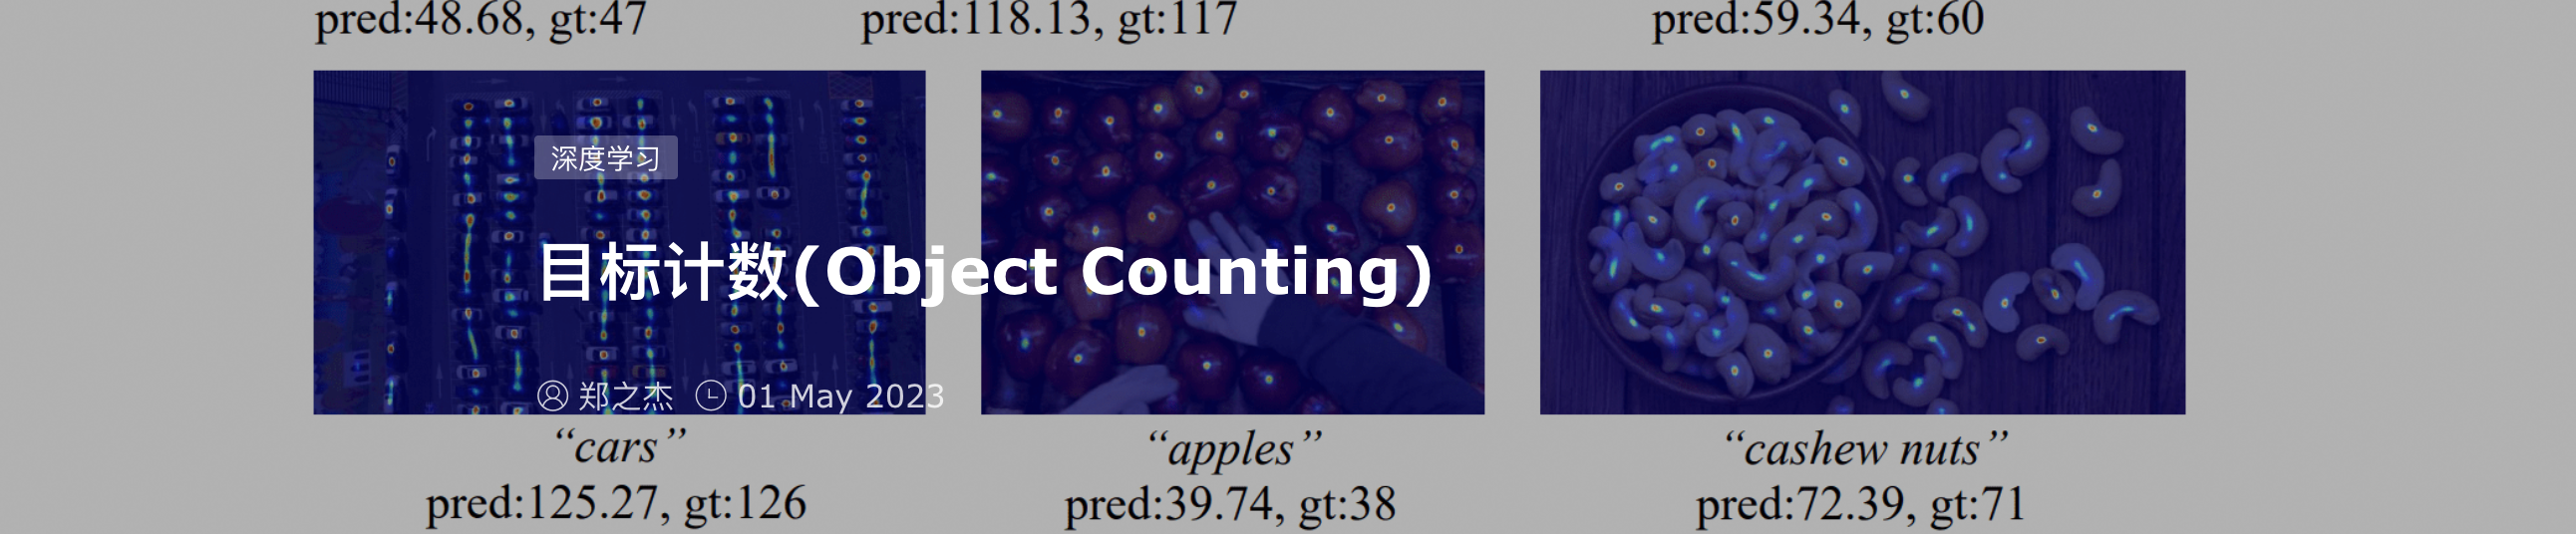 pred:48.68, gt:47
pred:118.13, gt:117
pred:59.34, gt:60
深度学习
目标计数(Object Counting)
郑之杰 01 May 2023
“cars”
“apples”
“cashew nuts”
pred:125.27, gt:126
pred:39.74, gt:38
pred:72.39, gt:71